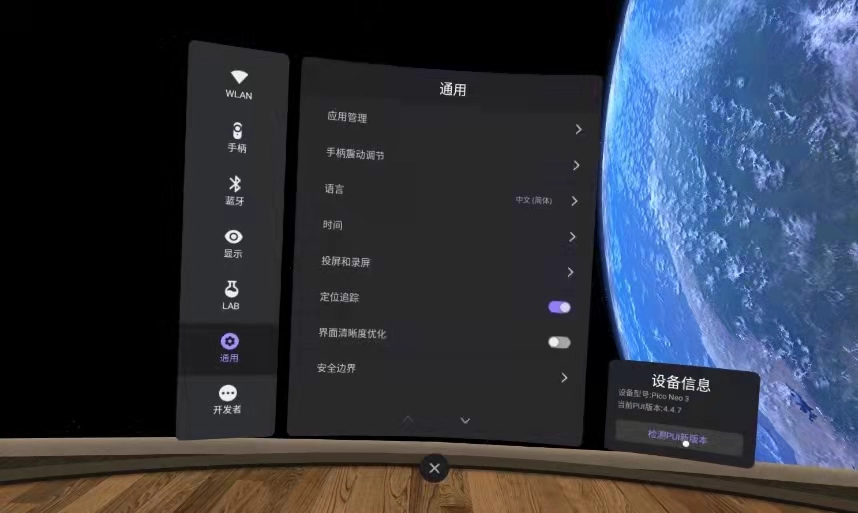 WLAN
手柄
蓝牙
显示
LAB
通用
开发者
通用
应用管理
手柄震动调节
语言
中文 (简体)
时间
投屏和录屏
定位追踪
界面清晰度优化
安全边界
设备信息
设备型号:Pico Neo 3
当前PUI版本:4.4.7
检测PUI新版本